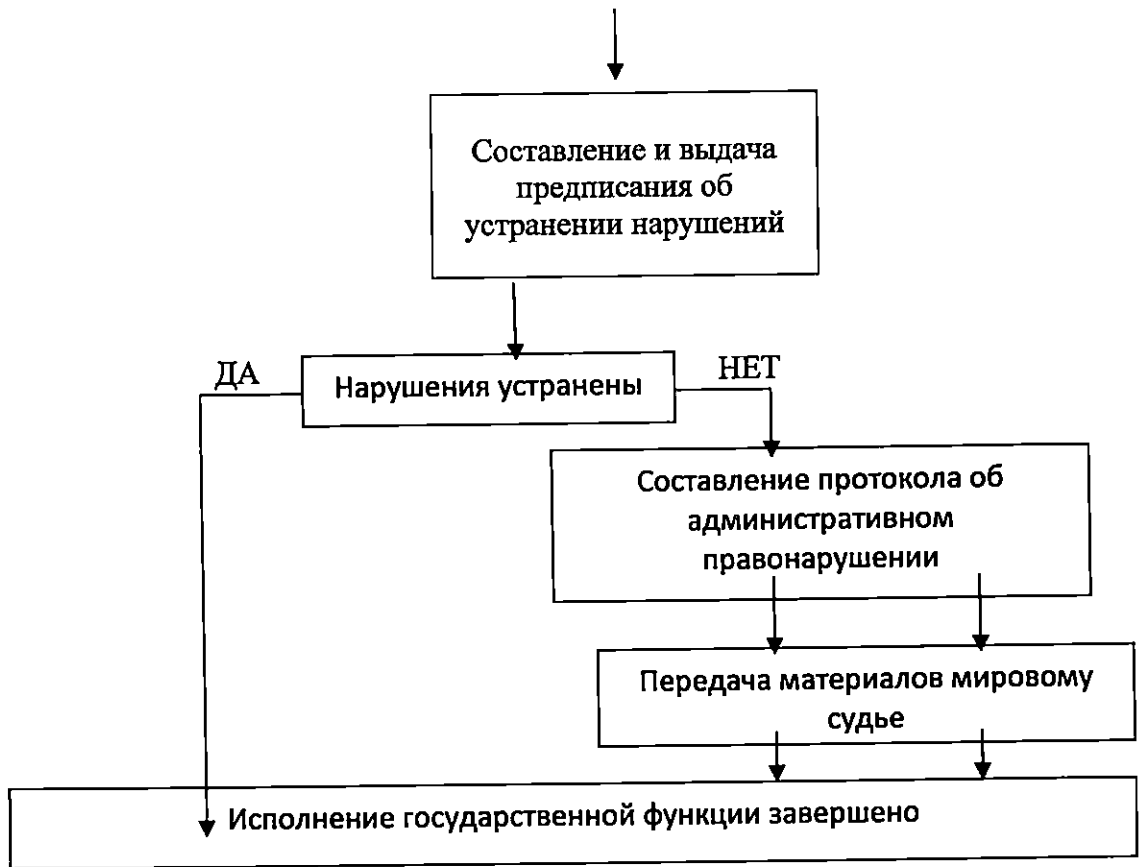 Составление и выдача
предписания об
устранении нарушений
ДА
Нарушения устранены
НЕТ
Составление протокола об
административном
правонарушении
Передача материалов мировому
судье
Исполнение государственной функции завершено